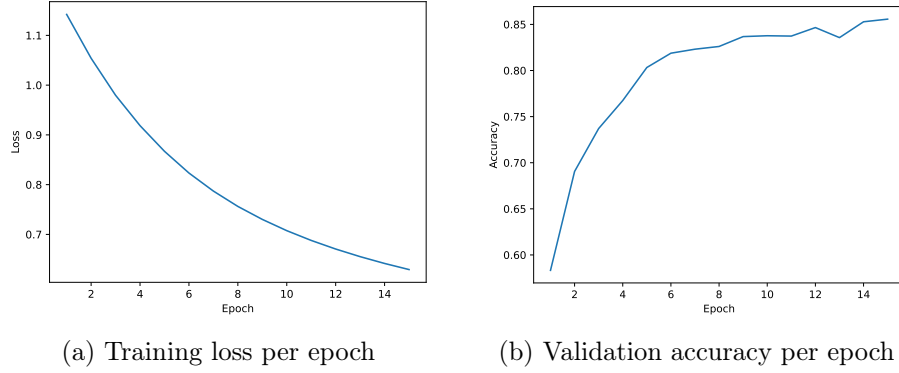 1.1
1.0
0.9
0.8
0.7
Loss
2 4 6 8 10 12 14
Epoch
(a) Training loss per epoch
0.85
0.80
0.75
0.70
0.65
0.60
Accuracy
2 4 6 8 10 12 14
Epoch
(b) Validation accuracy per epoch